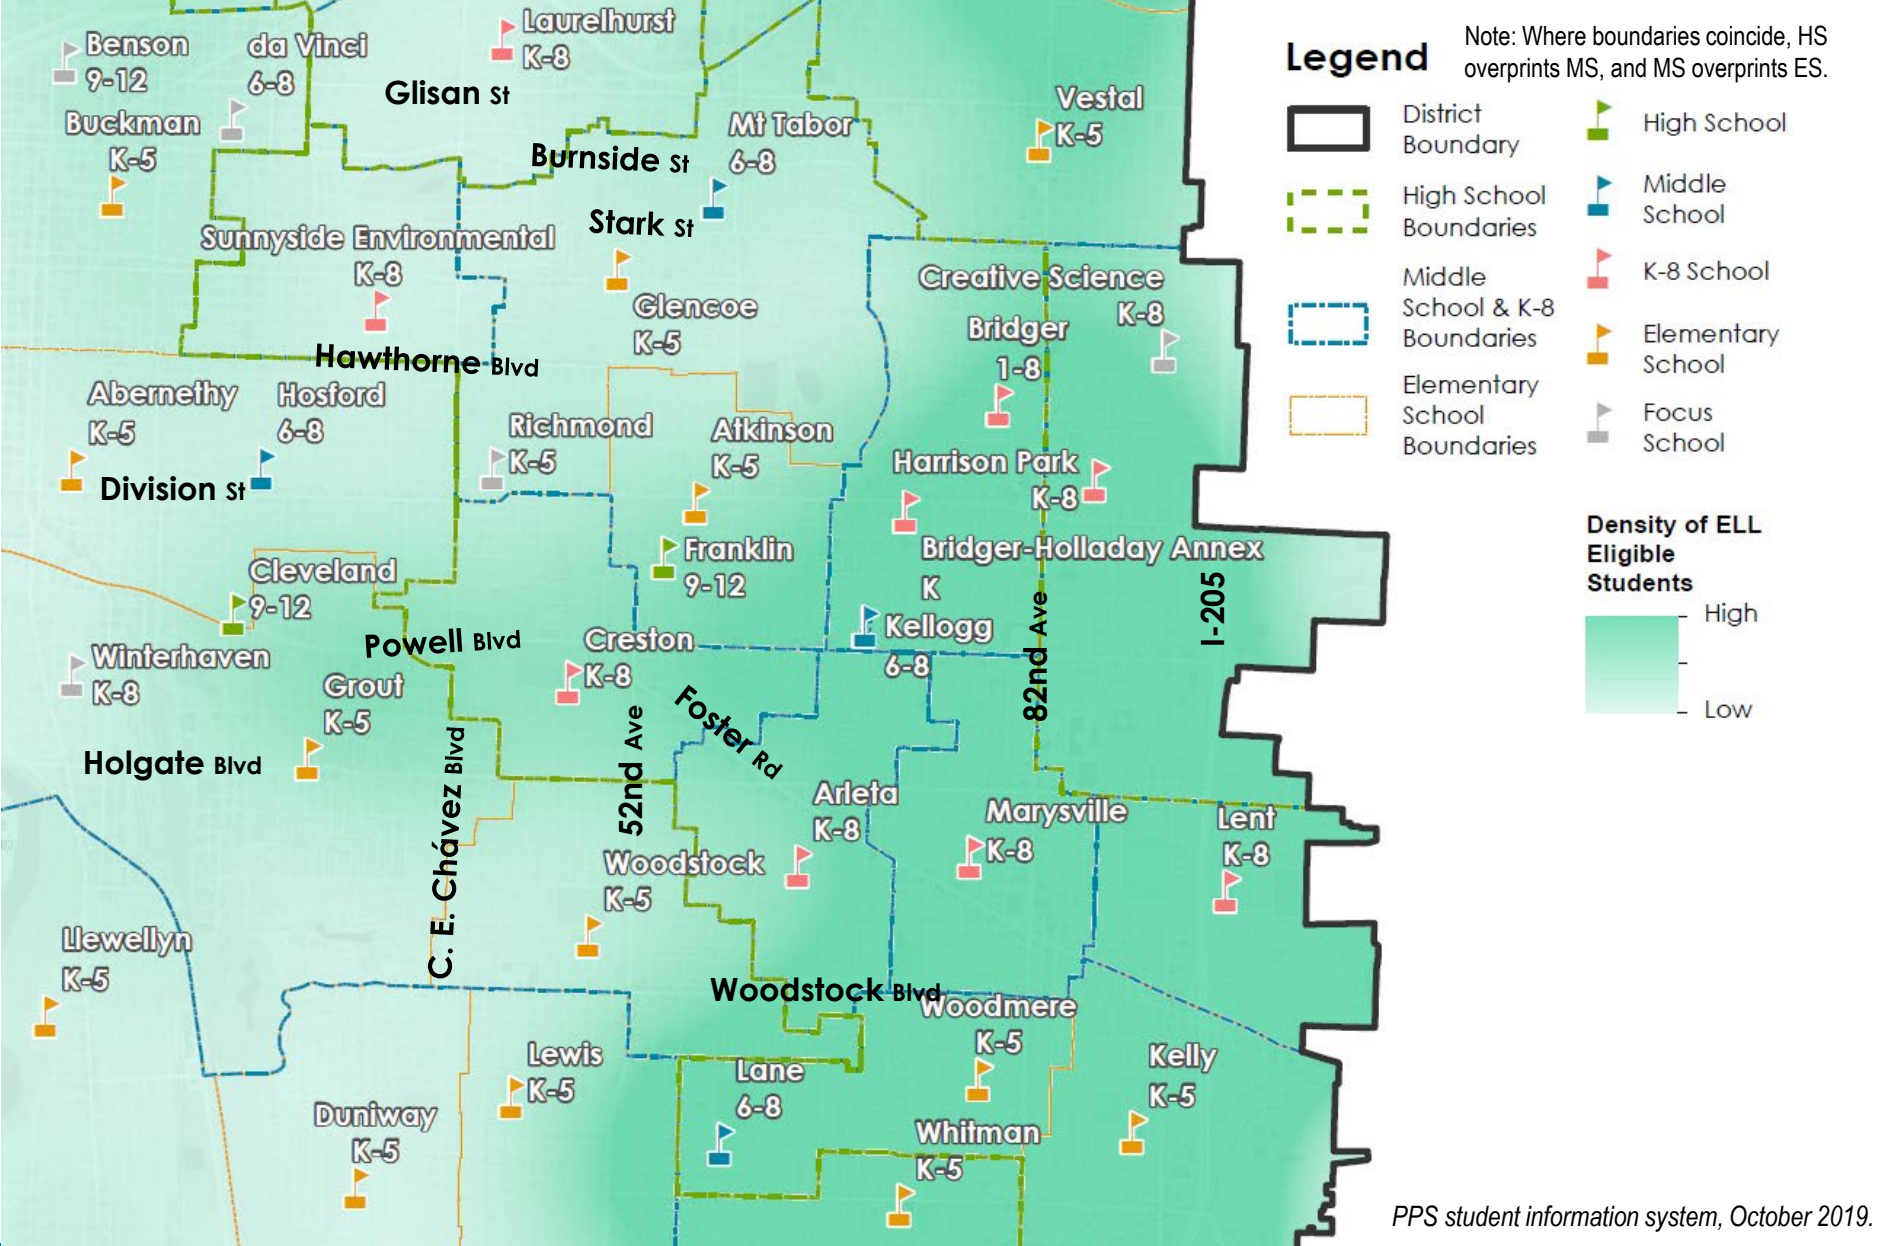 Benson
9-12
da Vinci
6-8
Laurelhurst
K-8
Glisan St
Buckman
K-5
Mt Tabor
6-8
Vestal
K-5
Burnside St
Stark St
Sunnyside Environmental
K-8
Glencoe
K-5
Creative Science
K-8
Bridger
1-8
Hawthorne Blvd
Abernethy
K-5
Hosford
6-8
Richmond
K-5
Atkinson
K-5
Harrison Park
K-8
Division St
Franklin
9-12
Bridger-Holladay Annex
K
Cleveland
9-12
Kellogg
6-8
82nd Ave
I-205
Powell Blvd
Creston
K-8
Winterhaven
K-8
Grout
K-5
Foster Rd
52nd Ave
Holgate Blvd
C. E. Chávez Blvd
Arleta
K-8
Marysville
K-8
Lent
K-8
Woodstock
K-5
Llewellyn
K-5
Woodstock Blvd
Woodmere
K-5
Lewis
K-5
Lane
6-8
Kelly
K-5
Duniway
K-5
Whitman
K-5
Legend
Note: Where boundaries coincide, HS
overprints MS, and MS overprints ES.
District
Boundary
High School
Boundaries
Middle
School & K-8
Boundaries
Elementary
School
Boundaries
High School
Middle
School
K-8 School
Elementary
School
Focus
School
Density of ELL
Eligible
Students
High
Low
PPS student information system, October 2019.